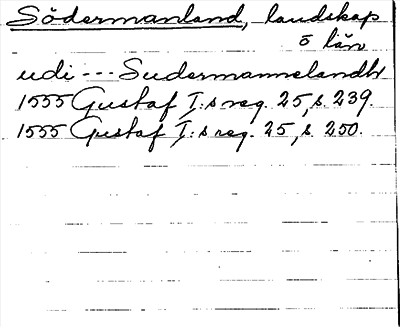 Södermanland, landskap
o län
udi --- Sudermannelandh
1555 Gustaf I:s reg. 25, s. 239.
1555 Gustaf I:s reg. 25, s. 250.